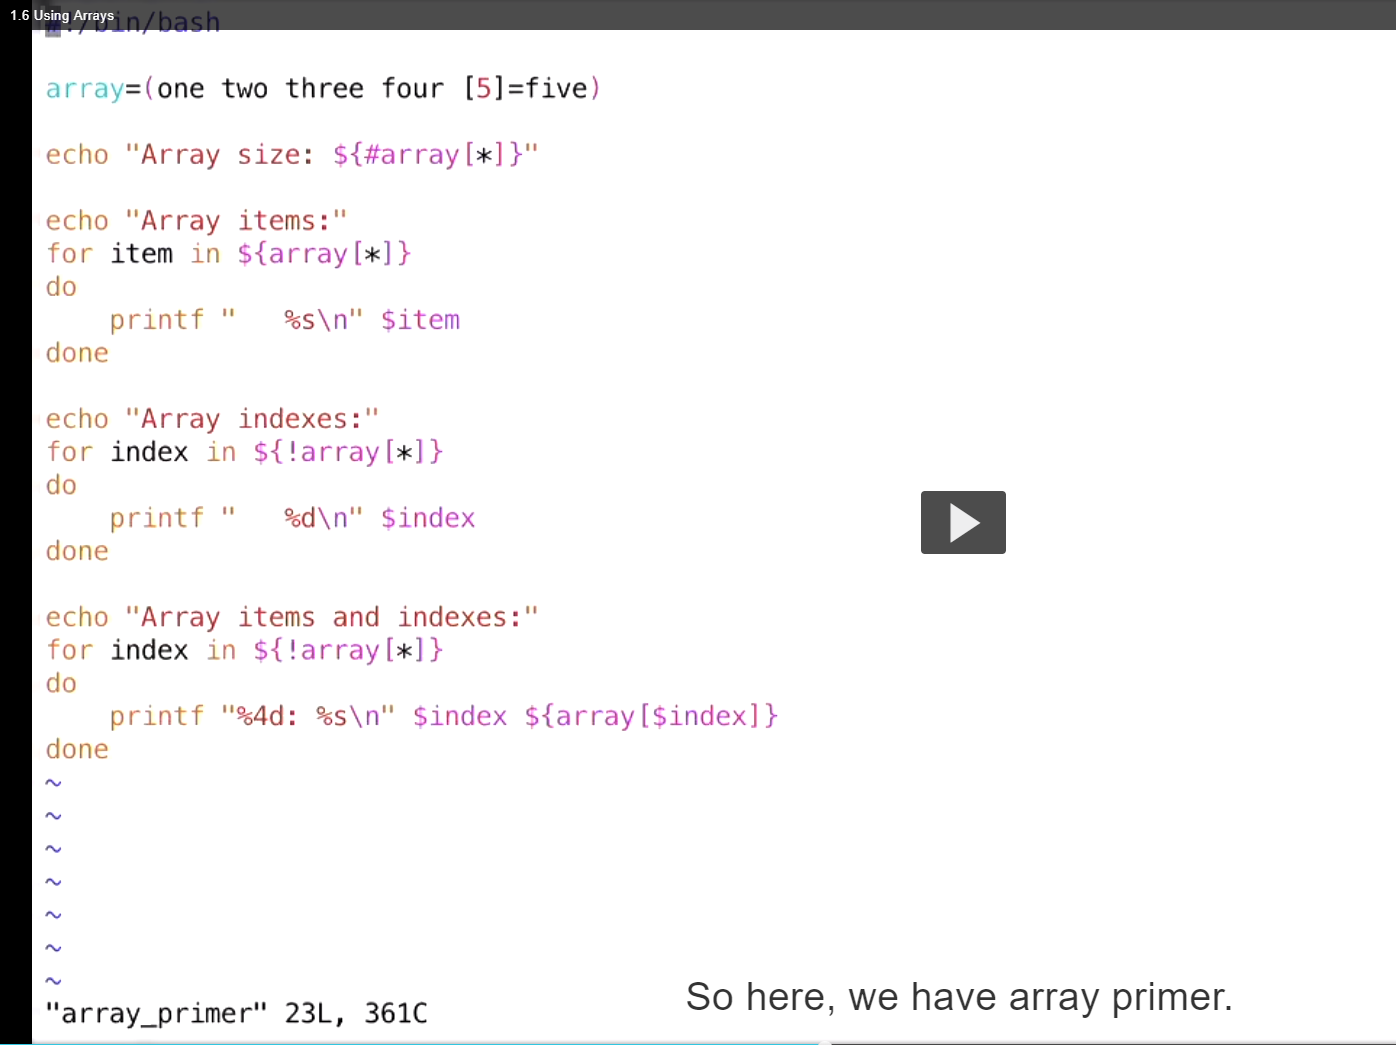 1.6 Using Arrays
#!/bin/bash
array=(one two three four [5]=five)
echo "Array size: ${#array[*]}"
echo "Array items:"
for item in ${array[*]}
do
    printf "   %s\n" $item
done
echo "Array indexes:"
for index in ${!array[*]}
do
    printf "   %d\n" $index
done
echo "Array items and indexes:"
for index in ${!array[*]}
do
    printf "%4d: %s\n" $index ${array[$index]}
done
~
~
~
~
~
~
~
"array_primer" 23L, 361C
So here, we have array primer.